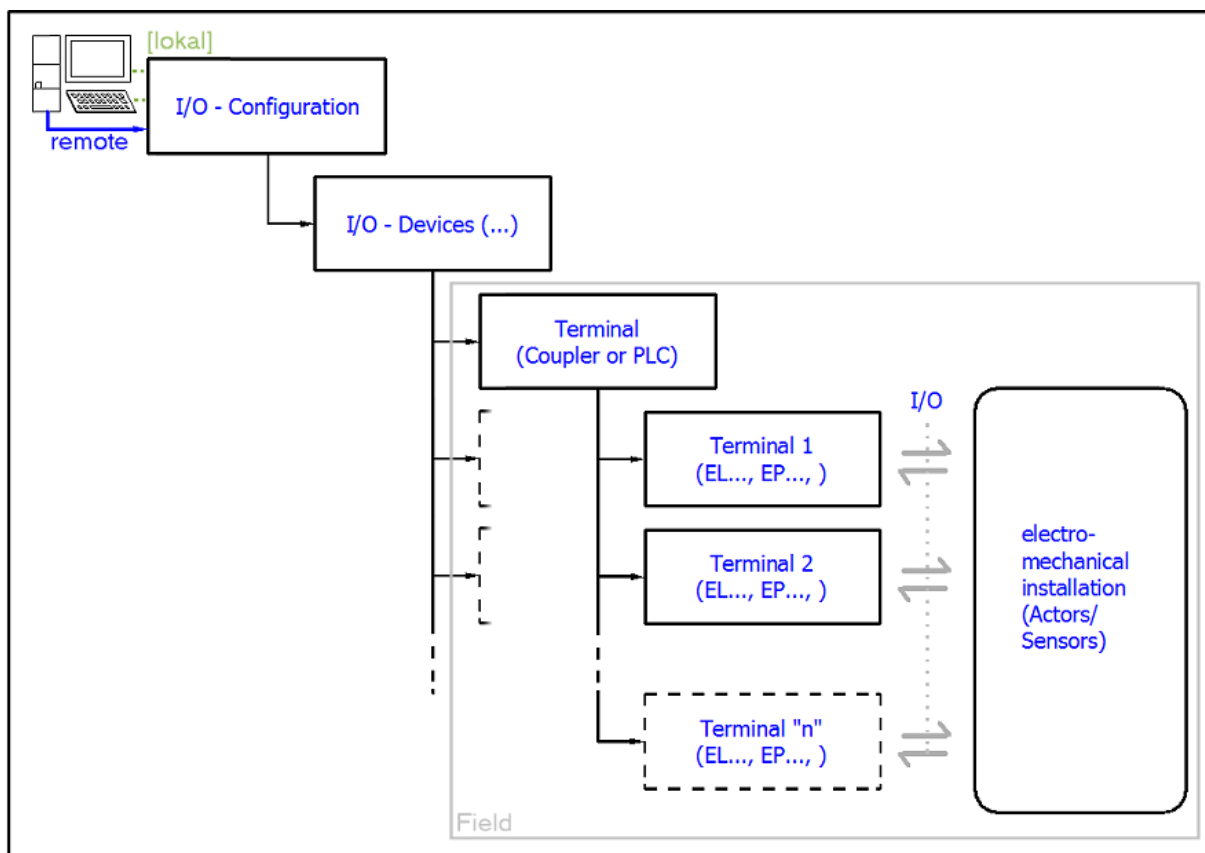 [lokal]
I/O - Configuration
remote
I/O - Devices (...)
Terminal
(Coupler or PLC)
I/O
Terminal 1
(EL..., EP..., )
Terminal 2
(EL..., EP..., )
electro-
mechanical
installation
(Actors/
Sensors)
Terminal "n"
(EL..., EP..., )
Field